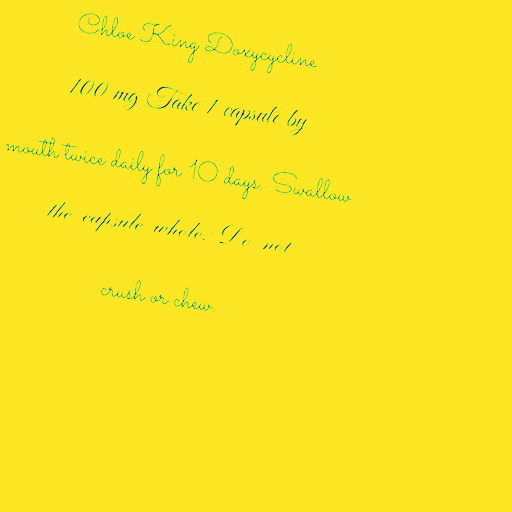 Chloe King Doxycycline
100 mg Take 1 capsule by
mouth twice daily for 10 days. Swallow
the capsule whole. Do not
crush or chew.